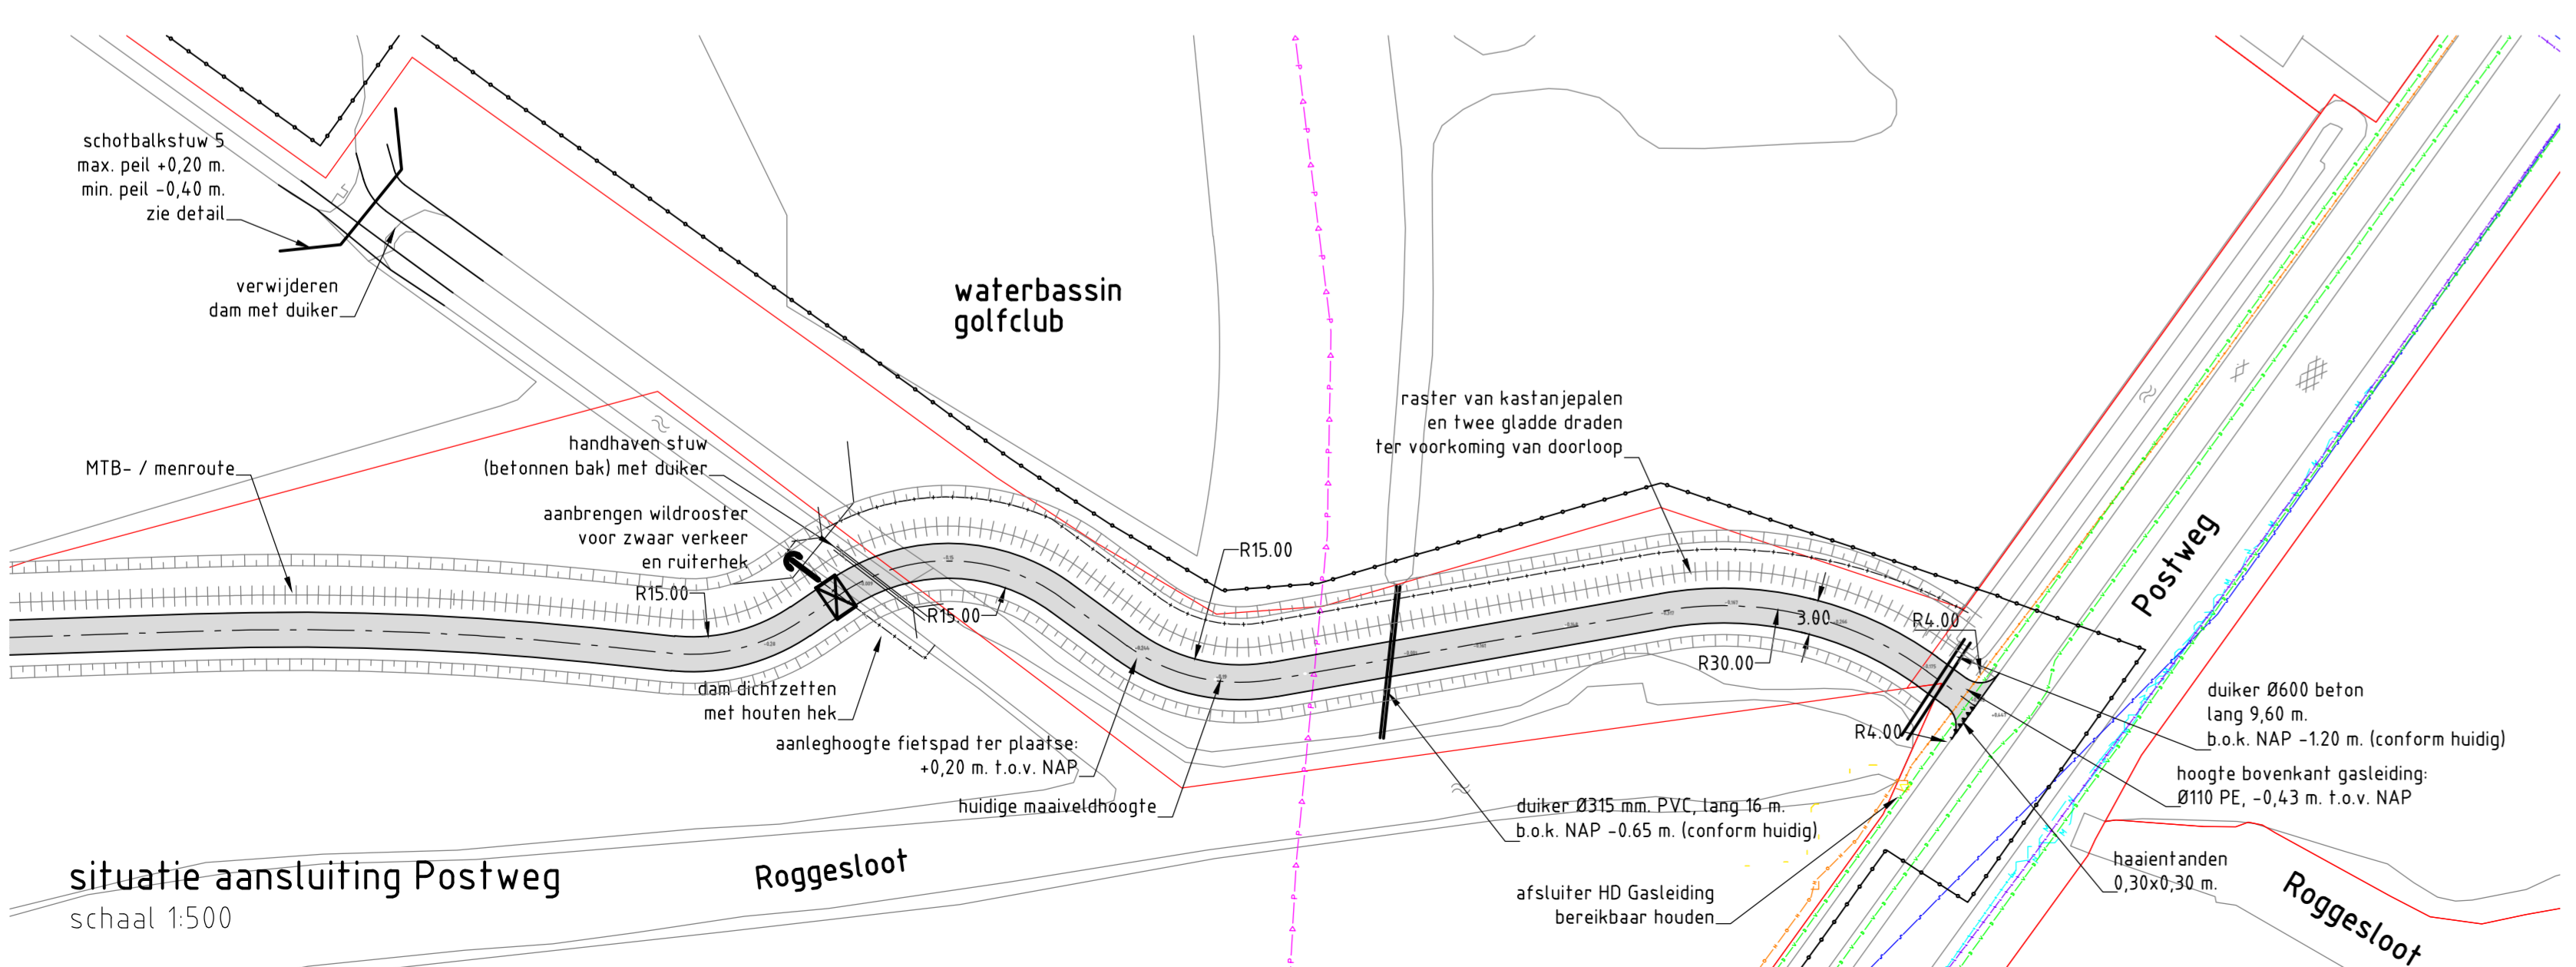 schotbalkstuw 5
max. peil +0,20 m.
min. peil -0,40 m.
zie detail
verwijderen
dam met duiker
waterbassin
golfclub
MTB- / menroute
handhaven stuw
(betonnen bak) met duiker
aanbrengen wildrooster
voor zwaar verkeer
en ruiterhek
R15.00
R15.00
R15.00
raster van kastanjepalen
en twee gladde draden
ter voorkoming van doorloop
3.00
R30.00
R4.00
R4.00
Postweg
dam dichtzetten
met houten hek
aanleghoogte fietspad ter plaatse:
+0,20 m. t.o.v. NAP
huidige maaiveldhoogte
duiker Ø315 mm. PVC, lang 16 m.
b.o.k. NAP -0.65 m. (conform huidig)
duiker Ø600 beton
lang 9,60 m.
b.o.k. NAP -1.20 m. (conform huidig)
hoogte bovenkant gasleiding:
Ø110 PE, -0,43 m. t.o.v. NAP
haaientanden
0,30x0,30 m.
afsluiter HD Gasleiding
bereikbaar houden
Roggesloot
Roggesloot
situatie aansluiting Postweg
schaal 1:500